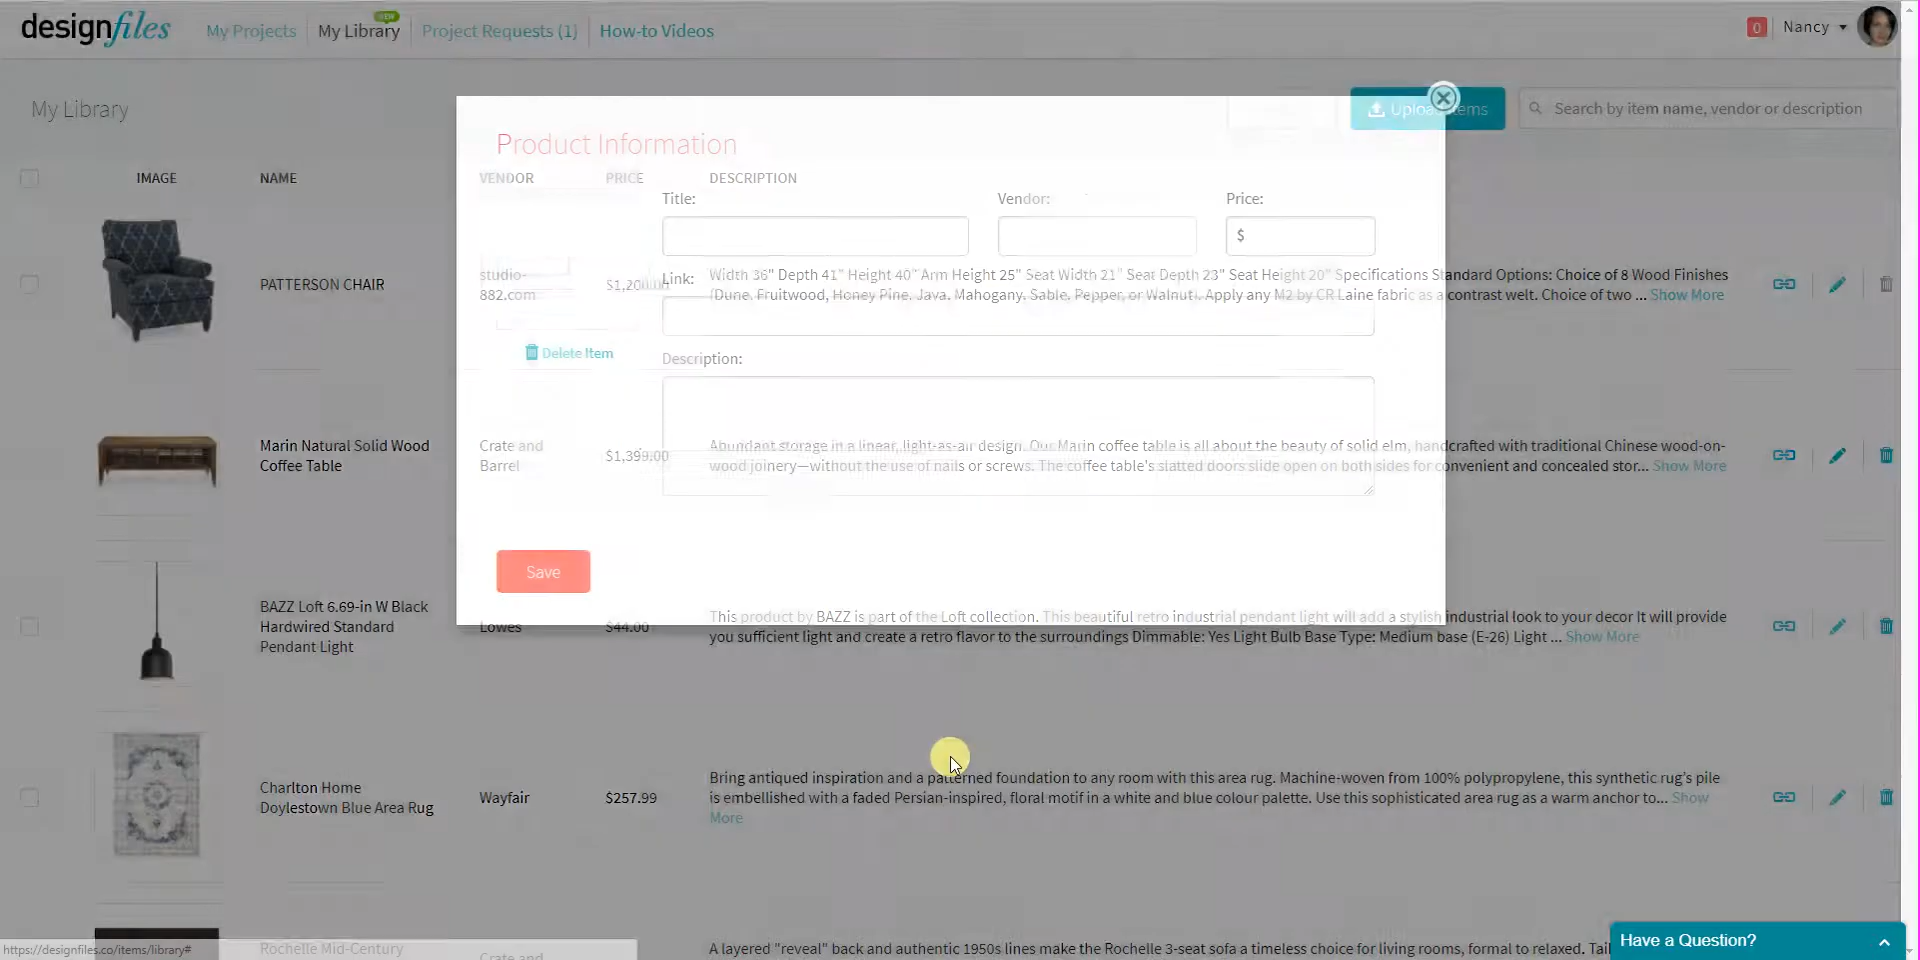 designfiles
My Projects
NEW
My Library
Project Requests (1)
How-to Videos
0
Nancy
My Library
Upload Items
Search by item name, vendor or description
Product Information
IMAGE
NAME
VENDOR
PRICE
DESCRIPTION
Title:
Vendor:
Price:
$
Link:
Description:
Delete Item
Save
PATTERSON CHAIR
studio-
882.com
$1,200.00
Width 36" Depth 41" Height 40" Arm Height 25" Seat Width 21" Seat Depth 23" Seat Height 20" Specifications Standard Options: Choice of 8 Wood Finishes
(Dune, Fruitwood, Honey Pine, Java, Mahogany, Sable, Pepper, or Walnut). Apply any M2 by CR Laine fabric as a contrast welt. Choice of two ... Show More
Marin Natural Solid Wood
Coffee Table
Crate and
Barrel
$1,399.00
Abundant storage in a linear, light-as-air design. Our Marin coffee table is all about the beauty of solid elm, handcrafted with traditional Chinese wood-on-
wood joinery—without the use of nails or screws. The coffee table's slatted doors slide open on both sides for convenient and concealed stor... Show More
BAZZ Loft 6.69-in W Black
Hardwired Standard
Pendant Light
Lowes
$44.00
This product by BAZZ is part of the Loft collection. This beautiful retro industrial pendant light will add a stylish industrial look to your decor It will provide
you sufficient light and create a retro flavor to the surroundings Dimmable: Yes Light Bulb Base Type: Medium base (E-26) Light ... Show More
Charlton Home
Doylestown Blue Area Rug
Wayfair
$257.99
Bring antiqued inspiration and a patterned foundation to any room with this area rug. Machine-woven from 100% polypropylene, this synthetic rug's pile
is embellished with a faded Persian-inspired, floral motif in a white and blue colour palette. Use this sophisticated area rug as a warm anchor to... Show
More
Rochelle Mid-Century
Crate and
A layered "reveal" back and authentic 1950s lines make the Rochelle 3-seat sofa a timeless choice for living rooms, formal to relaxed. Tail
https://designfiles.co/items/library#
Have a Question?